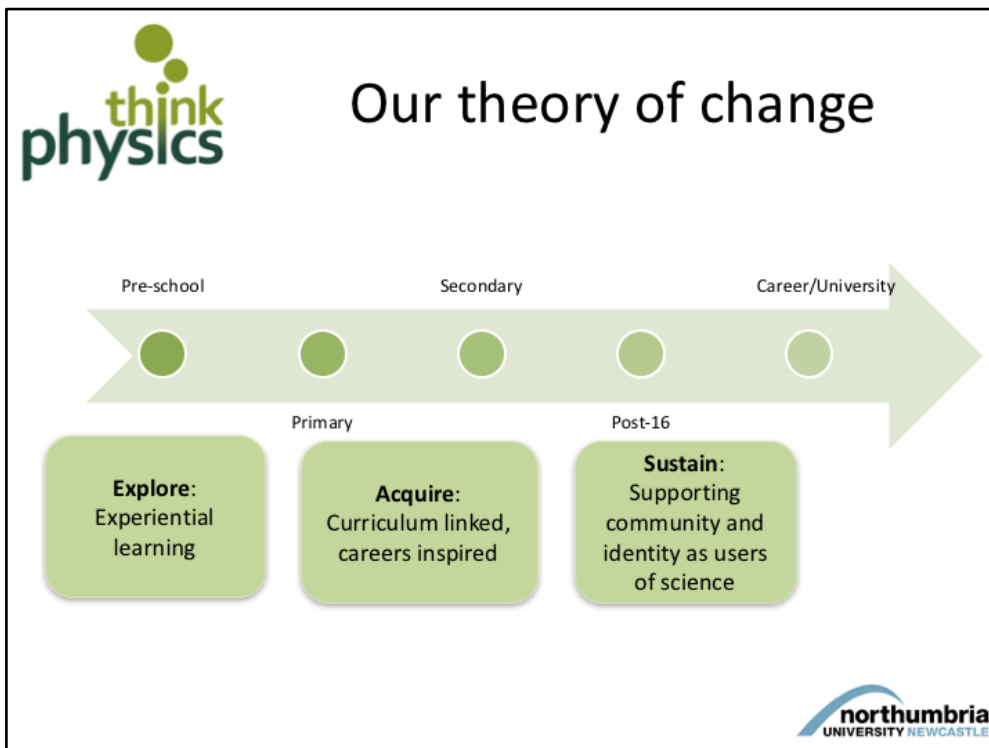 think
physics
Our theory of change
Pre-school
Secondary
Career/University
Primary
Post-16
Explore:
Experiential
learning
Acquire:
Curriculum linked,
careers inspired
Sustain:
Supporting
community and
identity as users
of science
northumbria
UNIVERSITY NEWCASTLE